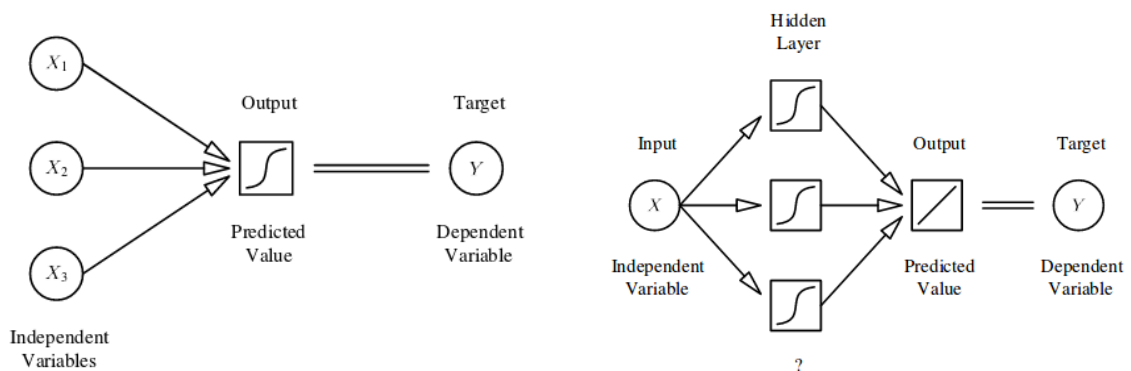 X1
X2
X3
Independent
Variables
Output
Predicted
Value
Target
Y
Dependent
Variable
Hidden
Layer
Input
X
Independent
Variable
?
Output
Predicted
Value
Target
Y
Dependent
Variable